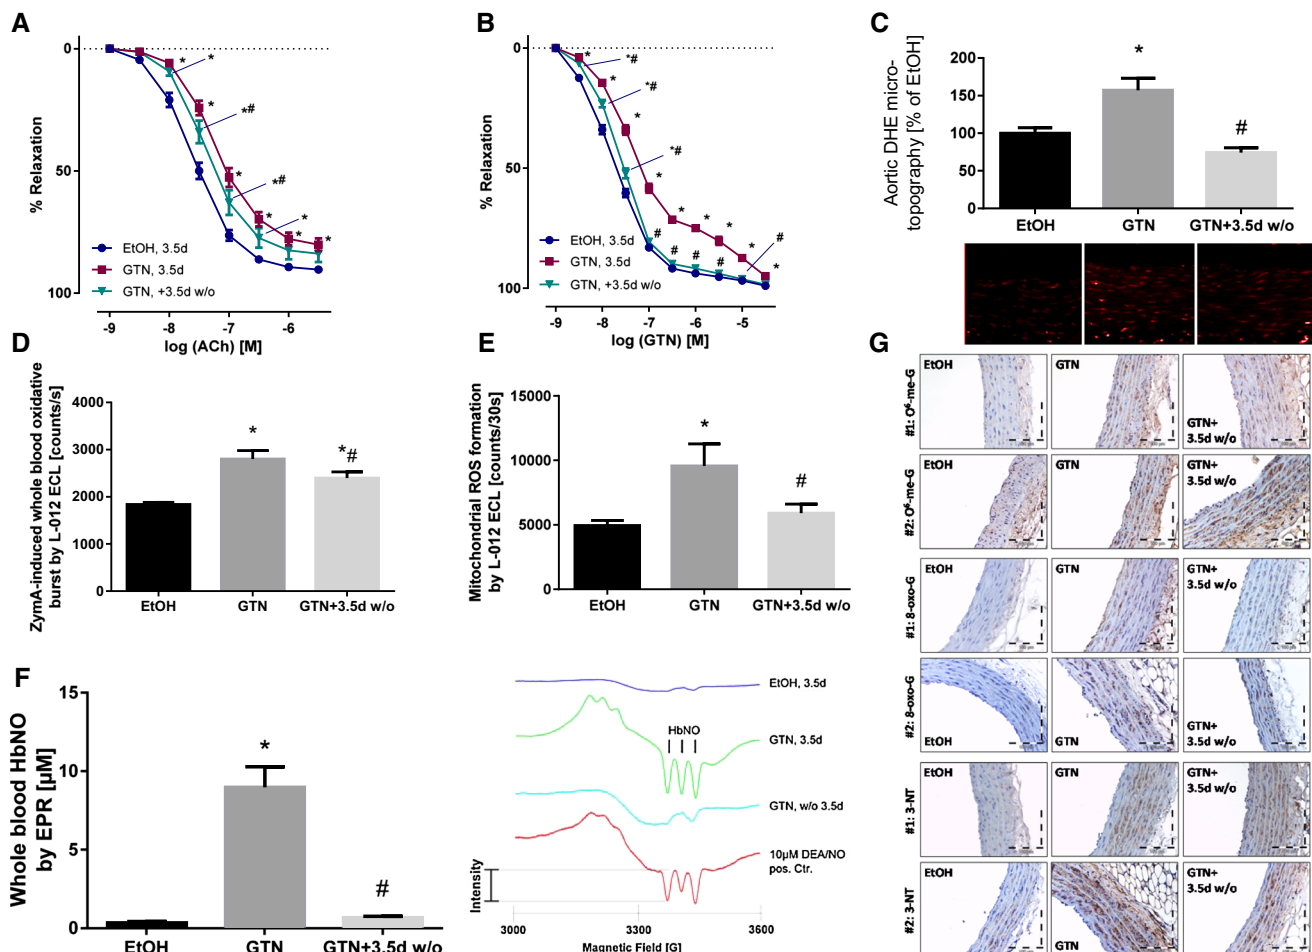 A
0
50
100
% Relaxation
* *
* *#
* *#
* *
* *
EtOH, 3.5d
GTN, 3.5d
GTN, +3.5d w/o
-9 -8 -7 -6
log (ACh) [M]
B
0
50
100
% Relaxation
* *#
* *#
*
* *#
* * * * *
# # # # #
EtOH, 3.5d
GTN, 3.5d
GTN, +3.5d w/o
-9 -8 -7 -6 -5
log (GTN) [M]
C
Aortic DHE micro-
topography [% of EtOH]
200
150
100
50
0
*
#
EtOH GTN GTN+3.5d w/o
D
ZymA-induced whole blood oxidative
burst by L-012 ECL [counts/s]
4000
3000
2000
1000
0
*
*#
EtOH GTN GTN+3.5d w/o
E
Mitochondrial ROS formation
by L-012 ECL [counts/30s]
15000
10000
5000
0
*
#
EtOH GTN GTN+3.5d w/o
F
Whole blood HbNO
by EPR [µM]
15
10
5
0
*
#
EtOH GTN GTN+3.5d w/o
EtOH, 3.5d
HbNO
GTN, 3.5d
GTN, w/o 3.5d
10µM DEA/NO
pos. Ctr.
Intensity
3000 3300 3600
Magnetic Field [G]
G
#1: O⁶-me-G
EtOH
GTN
GTN+
3.5d w/o
#2: O⁶-me-G
EtOH
GTN
GTN+
3.5d w/o
#1: 8-oxo-G
EtOH
GTN
GTN+
3.5d w/o
#2: 8-oxo-G
EtOH
GTN
GTN+
3.5d w/o
#1: 3-NT
EtOH
GTN
GTN+
3.5d w/o
#2: 3-NT
EtOH
GTN
GTN+
3.5d w/o